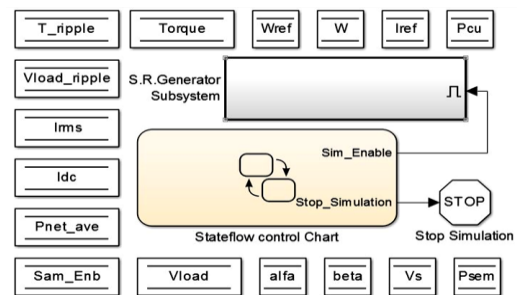 T_ripple Torque Wref W Iref Pcu
Vload_ripple
S.R.Generator
Subsystem
Irms
Sim_Enable
Idc
Stop_Simulation
STOP
Pnet_ave
Stateflow control Chart
Stop Simulation
Sam_Enb Vload alfa beta Vs Psem